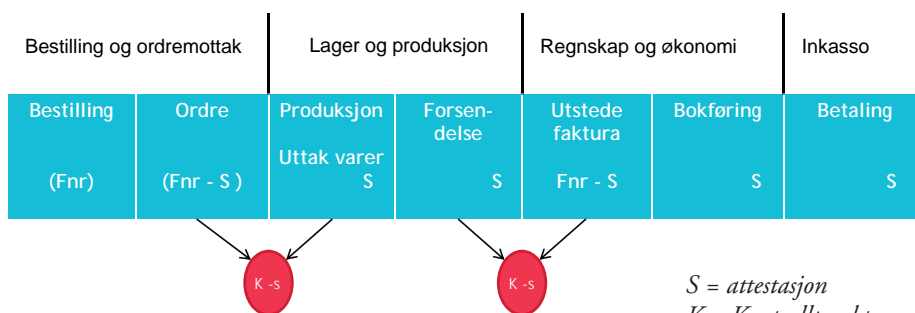 Bestilling og ordremottak
Lager og produksjon
Regnskap og økonomi
Inkasso
Bestilling
(Fnr)
Ordre
(Fnr - S )
Produksjon
Uttak varer
S
Forsen-
delse
S
Utstede
faktura
Fnr - S
Bokføring
S
Betaling
S
K -s
K -s
S = attestasjon